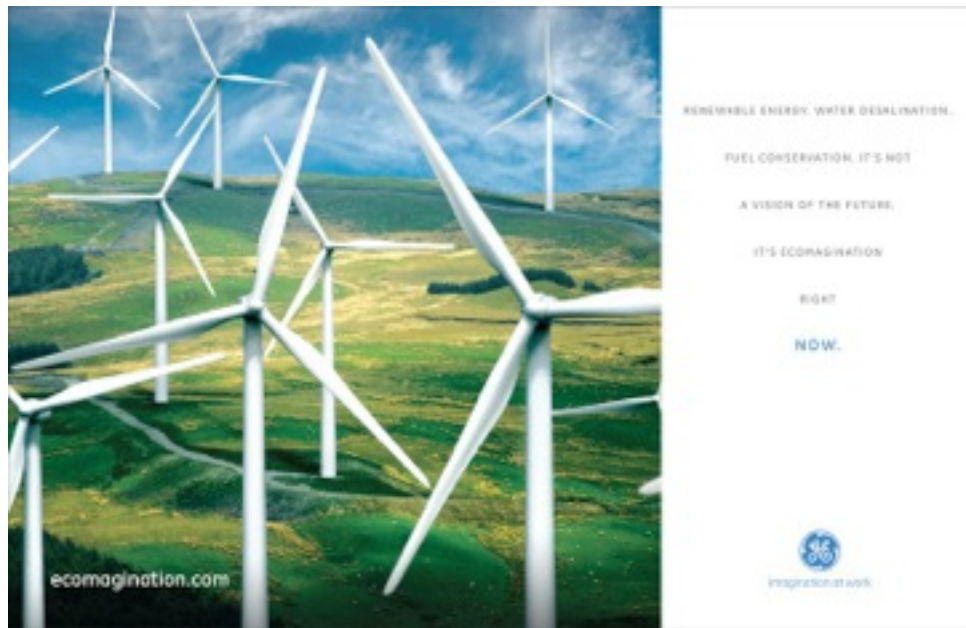 RENEWABLE ENERGY. WATER DESALINATION.
FUEL CONSERVATION. IT'S NOT
A VISION OF THE FUTURE.
IT'S ECOMAGINATION
RIGHT
NOW.
ecomagination.com
GE
imagination at work